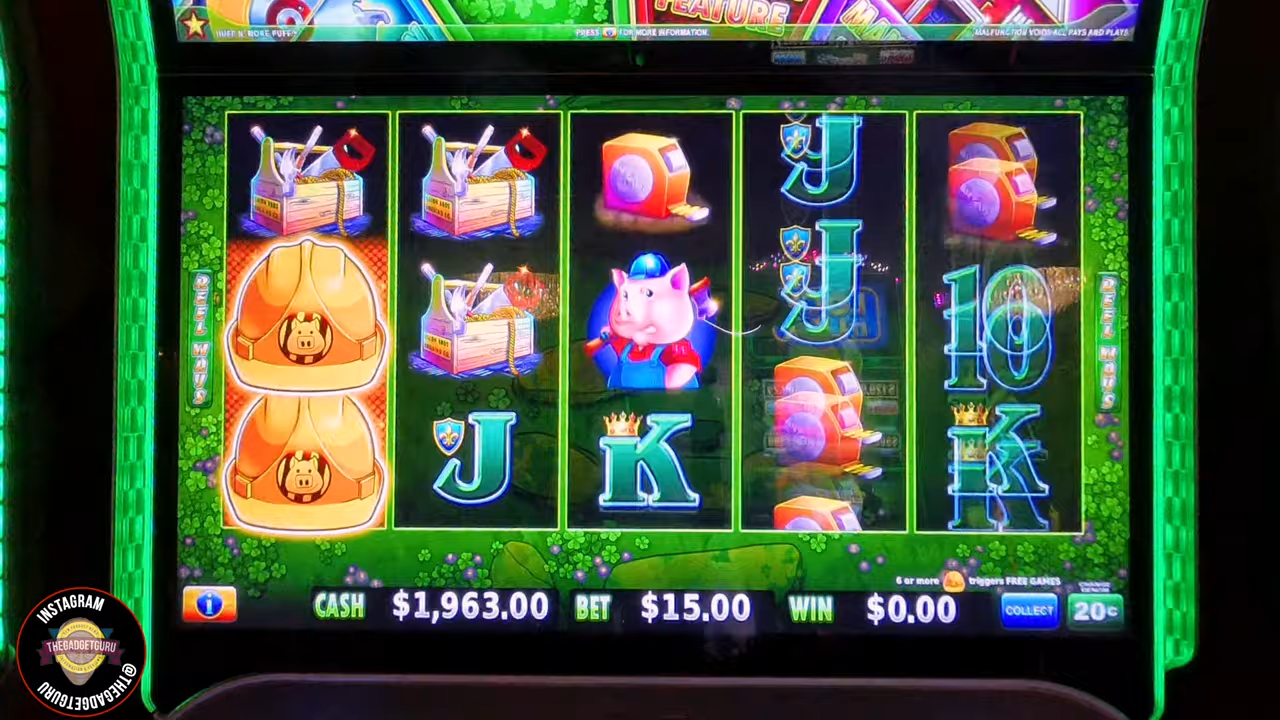 HUFF N' MORE PUFF
PRESS FOR MORE INFORMATION.
FEATURE
MALFUNCTION VOIDS ALL PAYS AND PLAYS
J
J
REEL WAYS
10
REEL WAYS
J
K
K
6 or more triggers FREE GAMES
CASH $1,963.00 BET $15.00 WIN $0.00 COLLECT 20¢
INSTAGRAM
THEGADGETGURU
@THEGADGETGURU